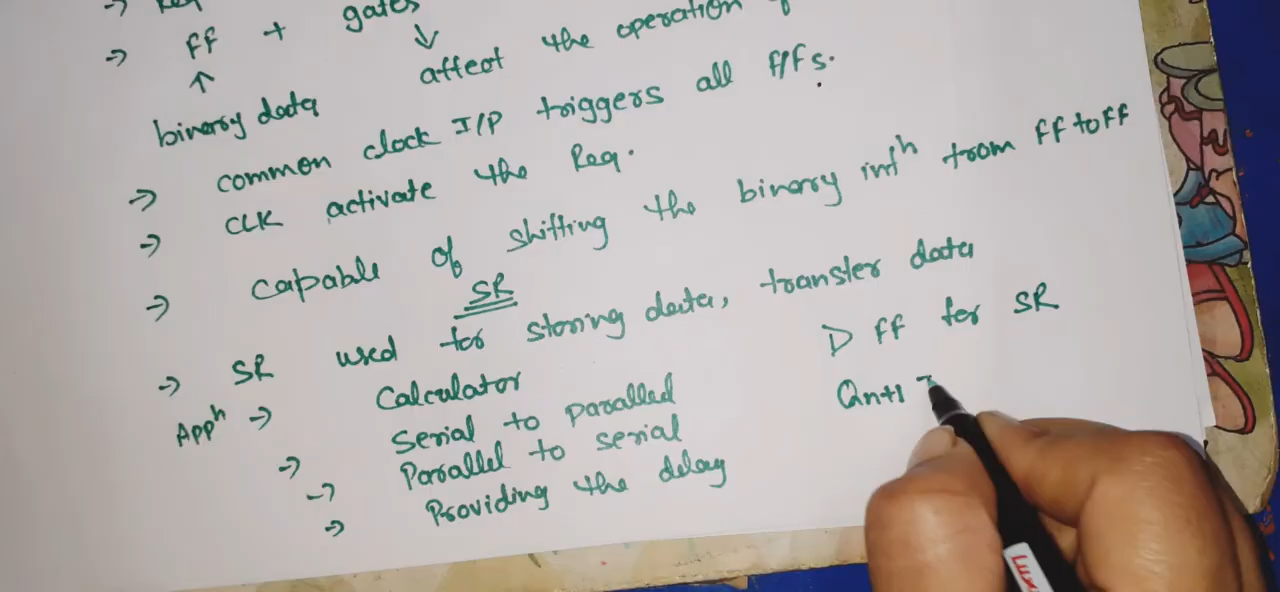 → Reg
→ FF + gates
↑ ↓
binary data affect the operation
→ common clock I/P triggers all F/Fs.
→ CLK activate the Reg.
→ capable of shifting the binary infⁿ from FF to FF
SR
→ SR used for storing data, transfer data
Appⁿ → Calculator
→ Serial to paralled
→ Parallel to serial
→ Providing the delay
D FF for SR
Qn+1